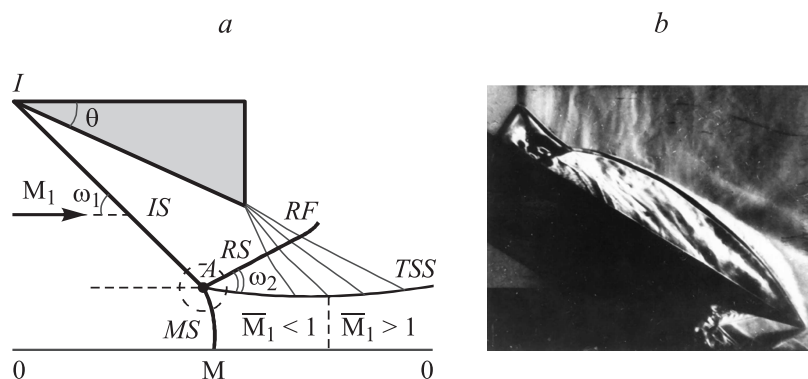 a
b
I
θ
M₁
ω₁
IS
RF
RS
A
ω₂
TSS
MS
M̅₁ < 1
M̅₁ > 1
0
M
0